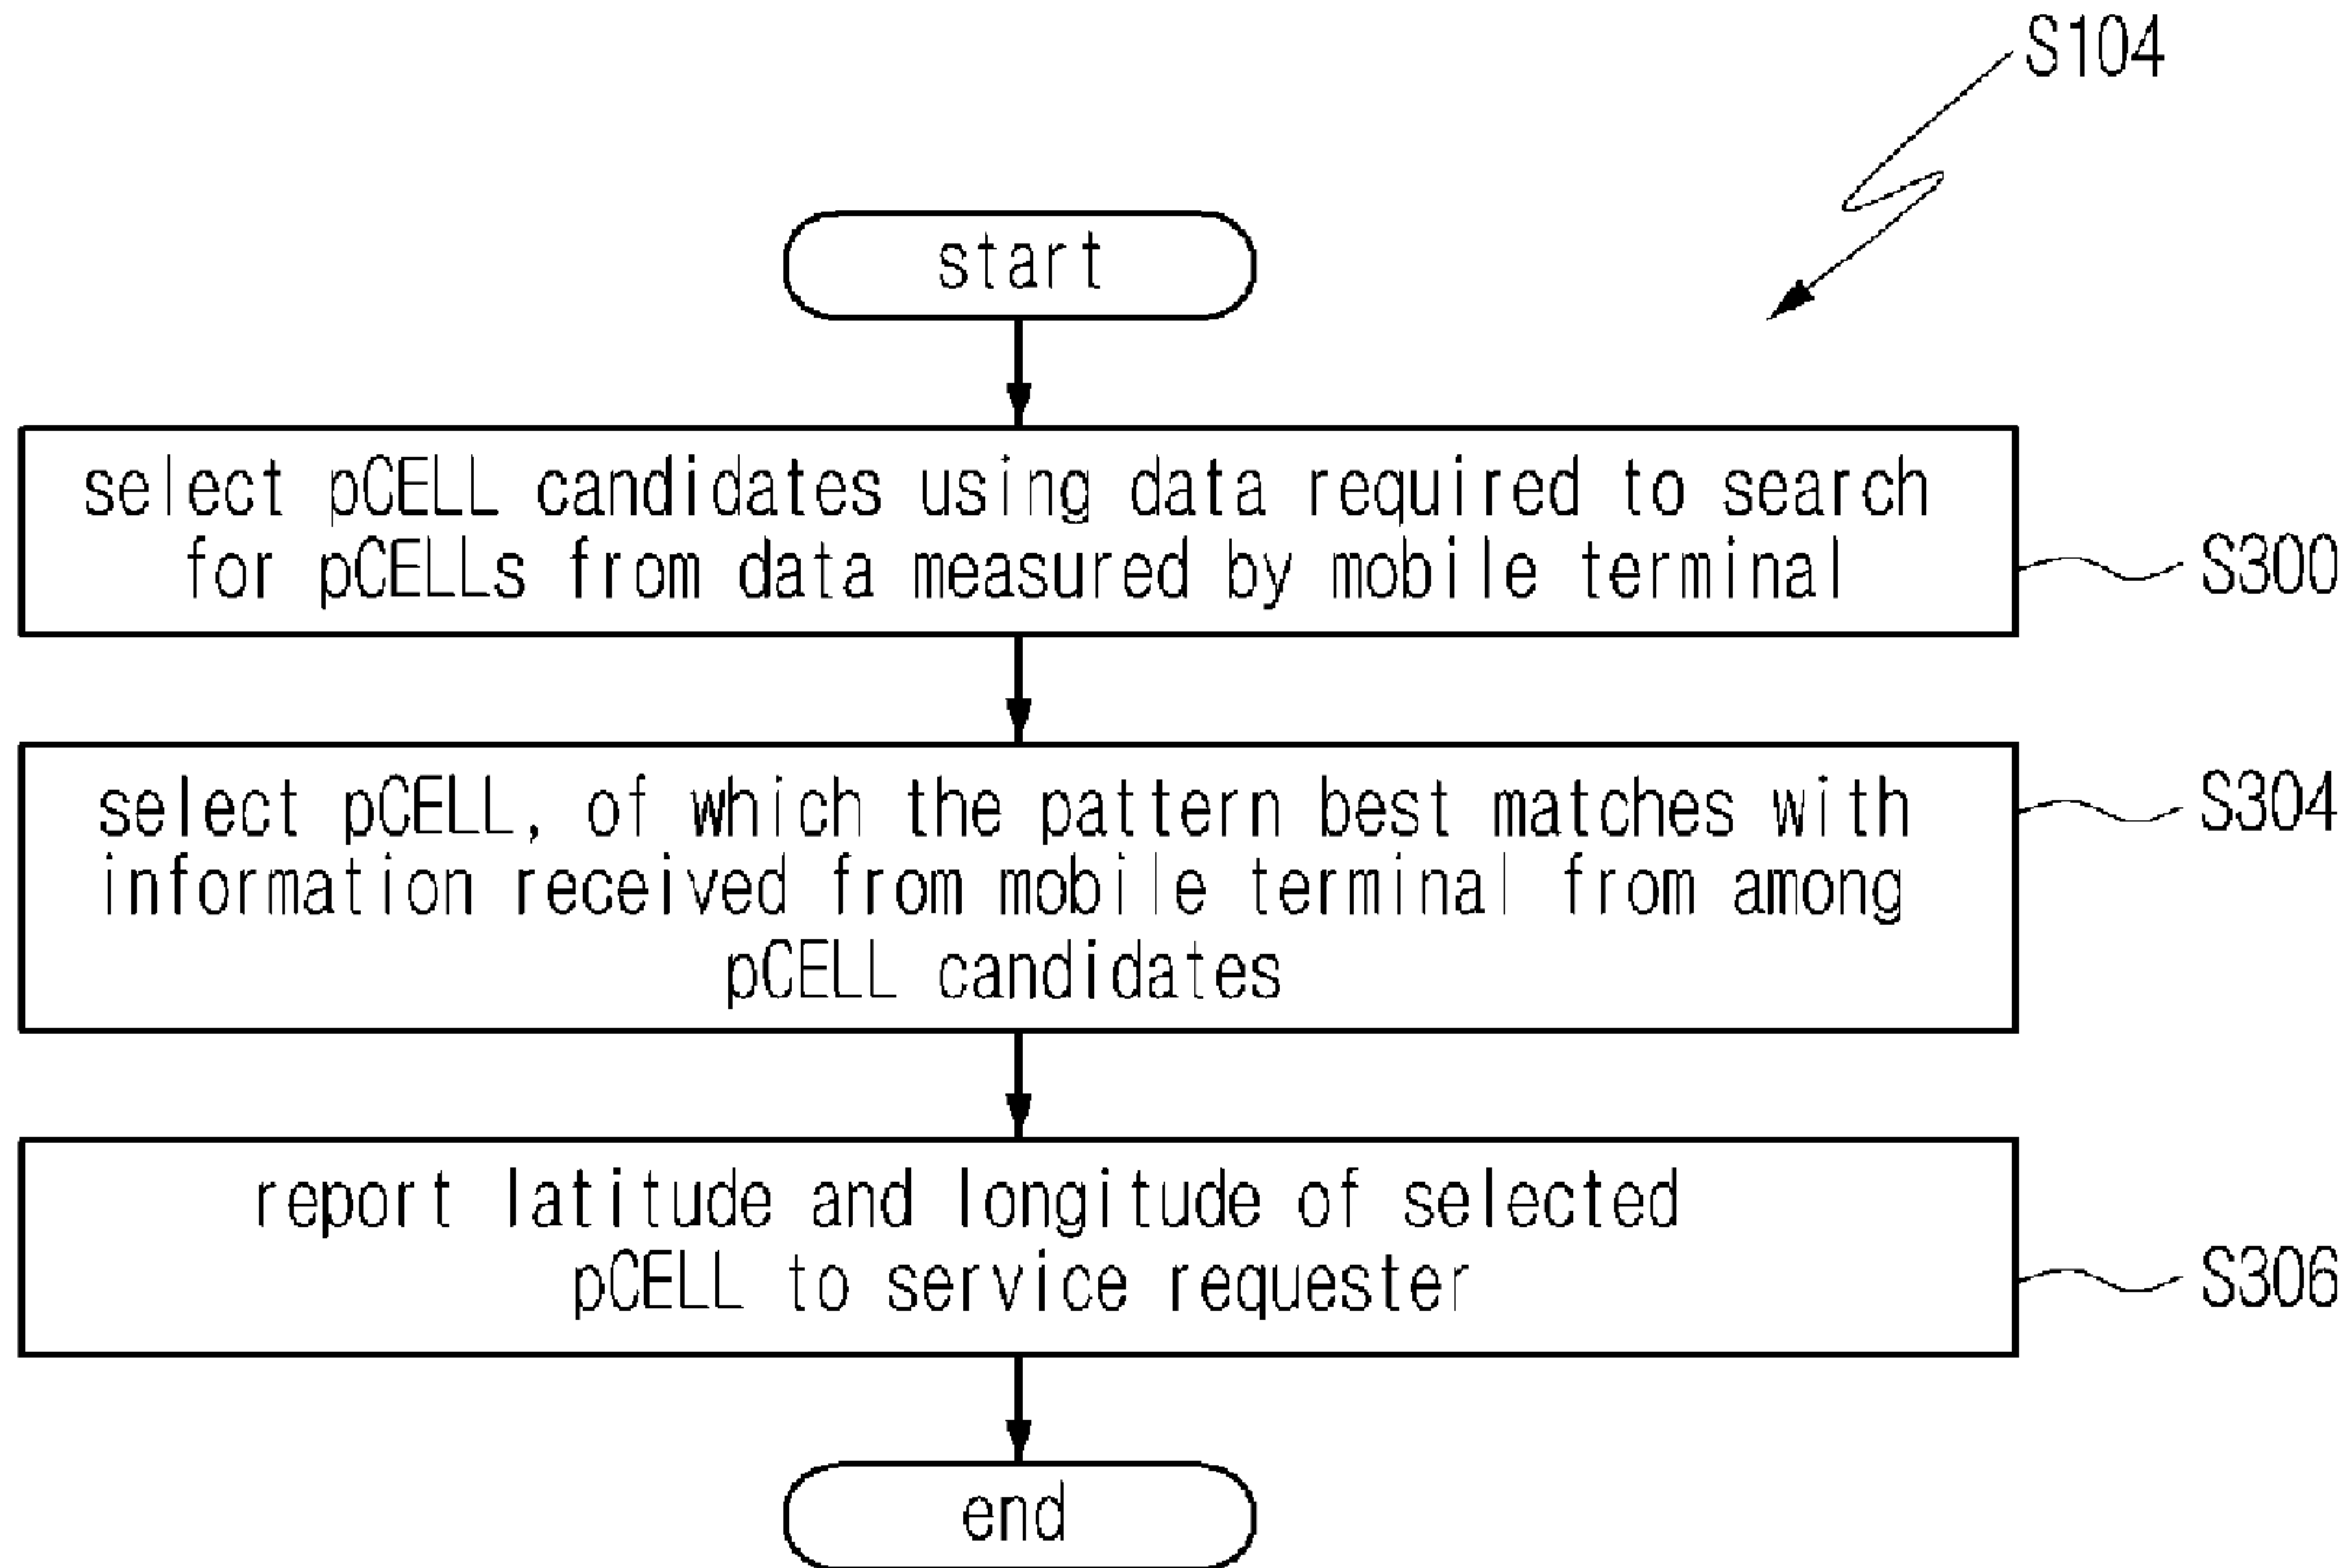 S104
start
select pCELL candidates using data required to search
for pCELLs from data measured by mobile terminal
S300
select pCELL, of which the pattern best matches with
information received from mobile terminal from among
pCELL candidates
S304
report latitude and longitude of selected
pCELL to service requester
S306
end